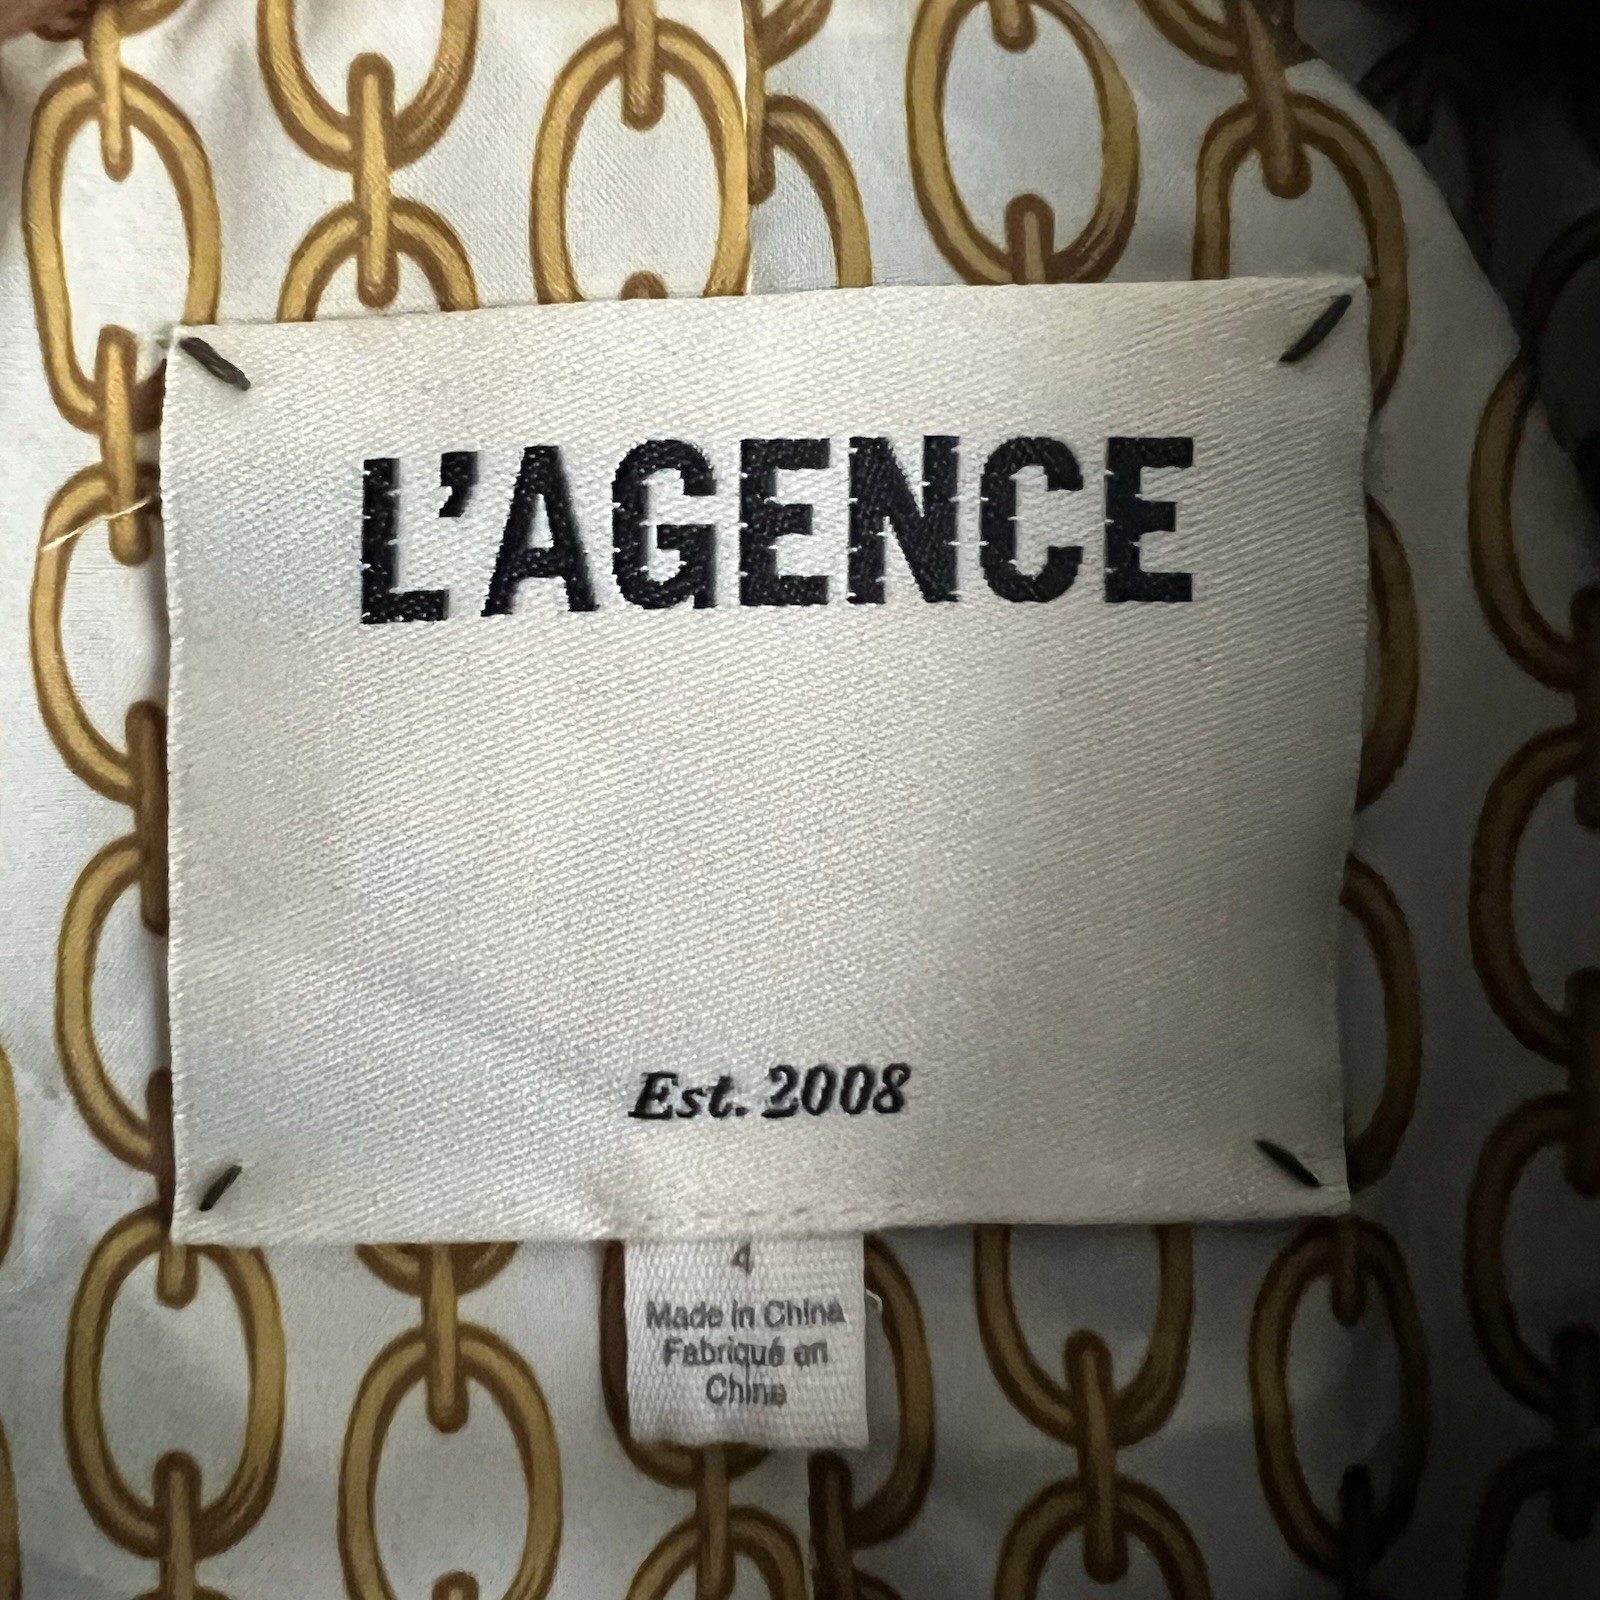 L'AGENCE
Est. 2008
4
Made in China
Fabriqué en
Chine